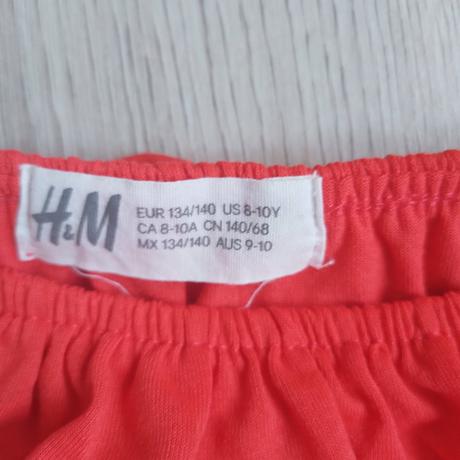 H&M
EUR 134/140 US 8-10Y
CA 8-10A CN 140/68
MX 134/140 AUS 9-10